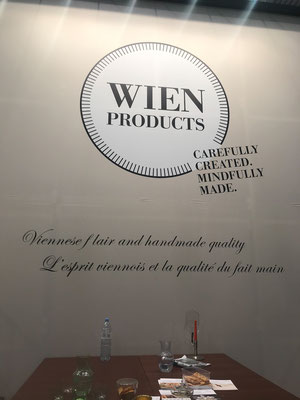 WIEN
PRODUCTS
CAREFULLY
CREATED.
MINDFULLY
MADE.
Viennese flair and handmade quality
L'esprit viennois et la qualité du fait main